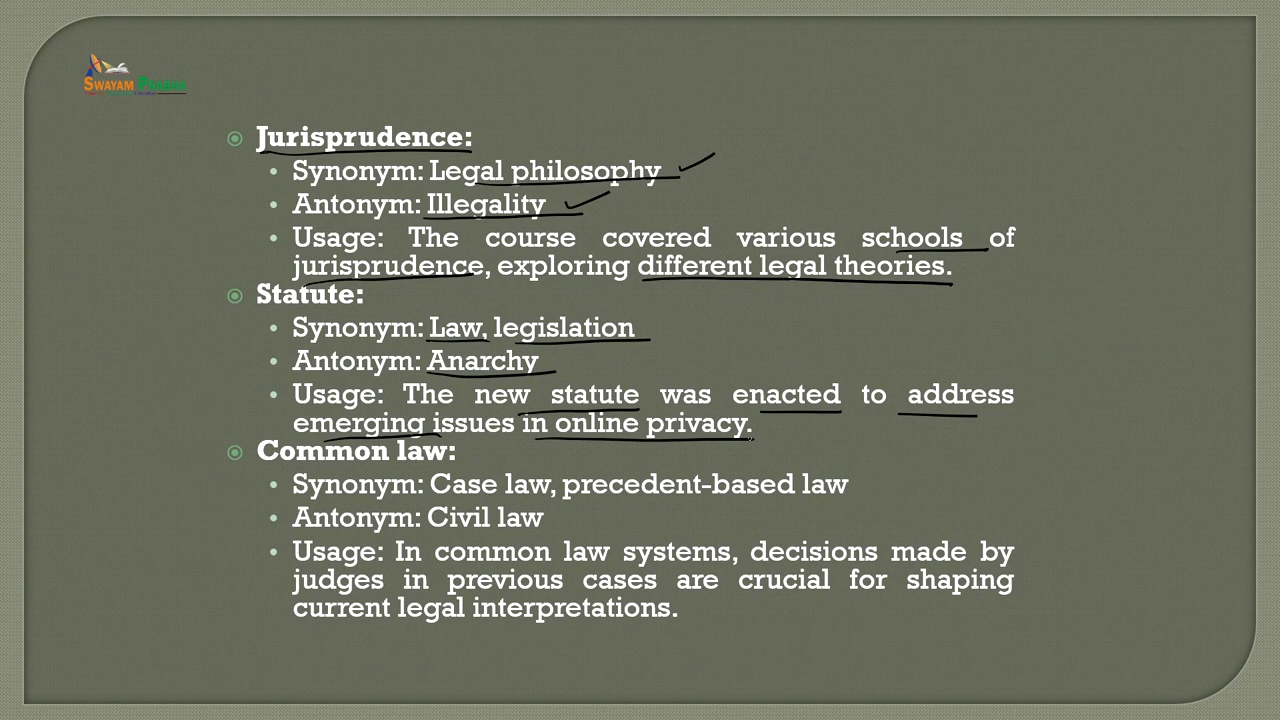 SWAYAM PRABHA
Jurisprudence:
Synonym: Legal philosophy
Antonym: Illegality
Usage: The course covered various schools of
jurisprudence, exploring different legal theories.
Statute:
Synonym: Law, legislation
Antonym: Anarchy
Usage: The new statute was enacted to address
emerging issues in online privacy.
Common law:
Synonym: Case law, precedent-based law
Antonym: Civil law
Usage: In common law systems, decisions made by
judges in previous cases are crucial for shaping
current legal interpretations.